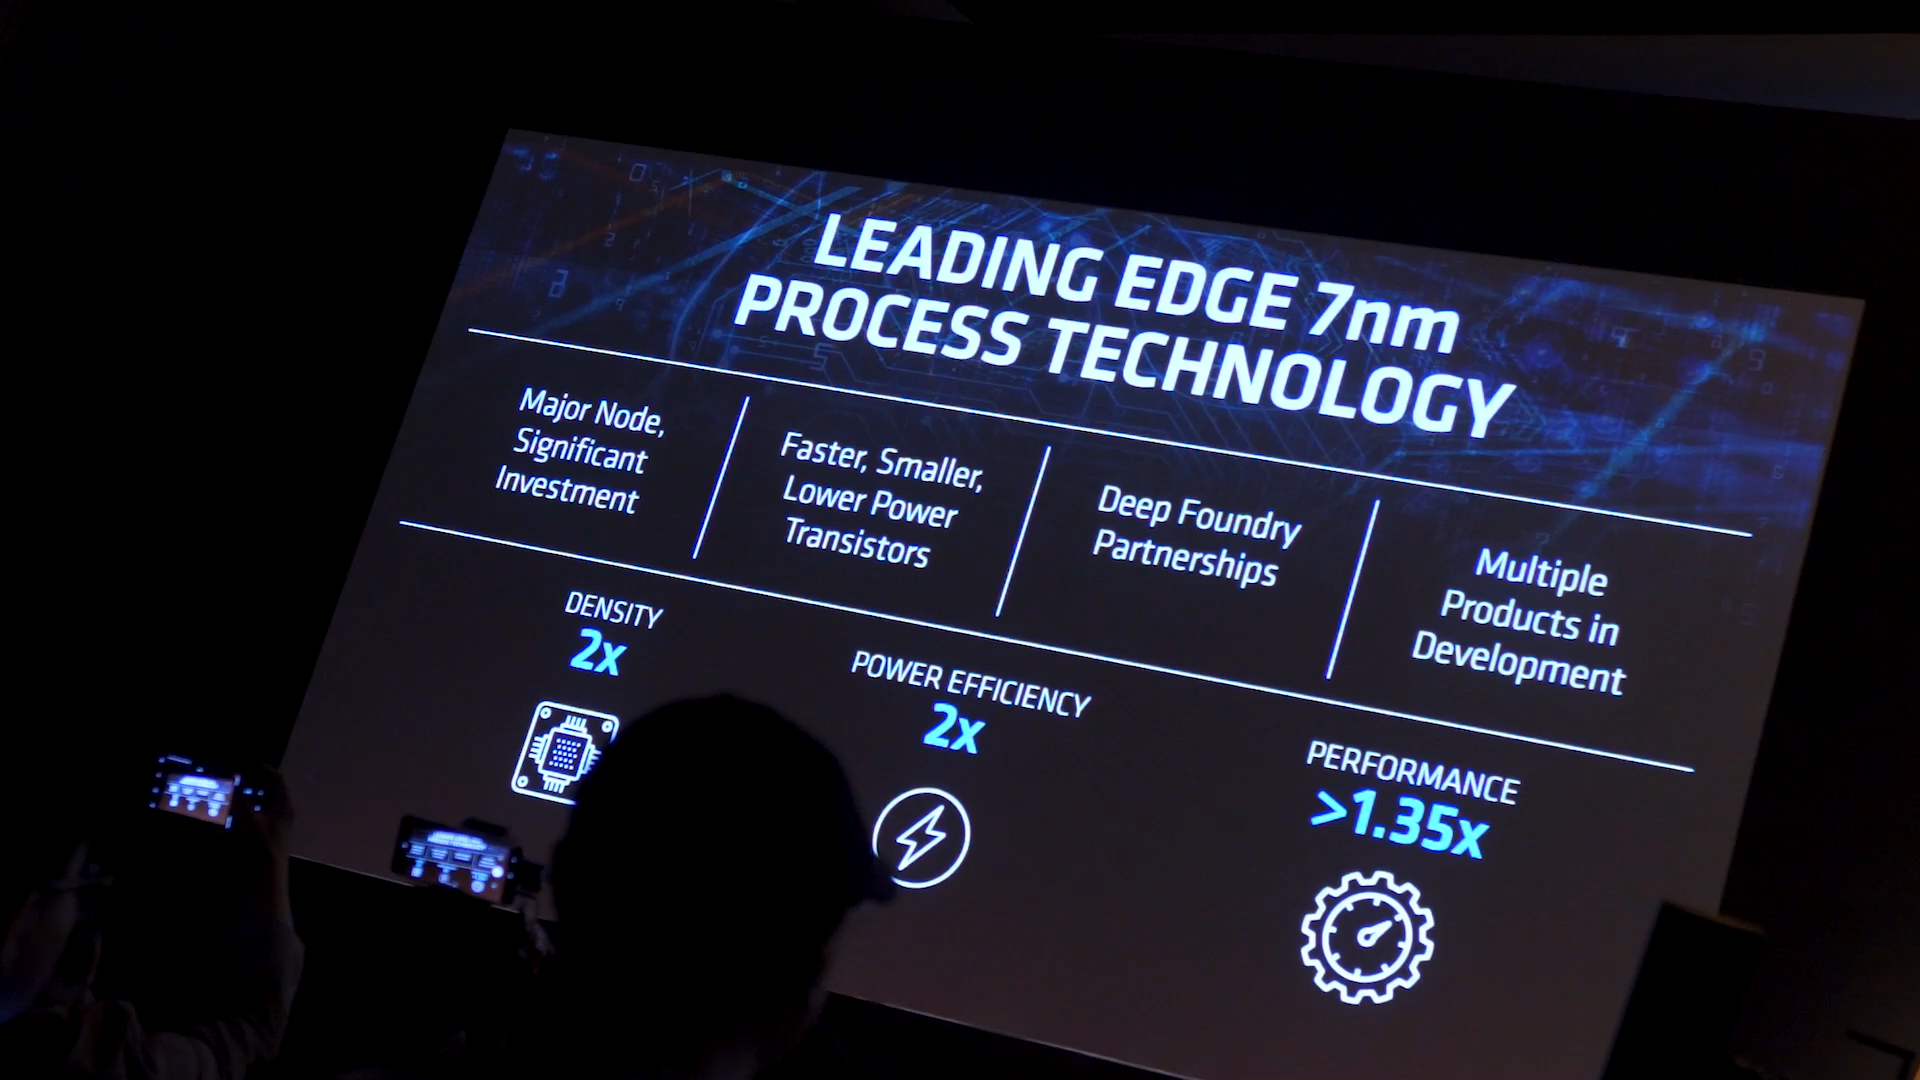 LEADING EDGE 7nm
PROCESS TECHNOLOGY
Major Node,
Significant
Investment
Faster, Smaller,
Lower Power
Transistors
Deep Foundry
Partnerships
Multiple
Products in
Development
DENSITY
2x
POWER EFFICIENCY
2x
PERFORMANCE
>1.35x